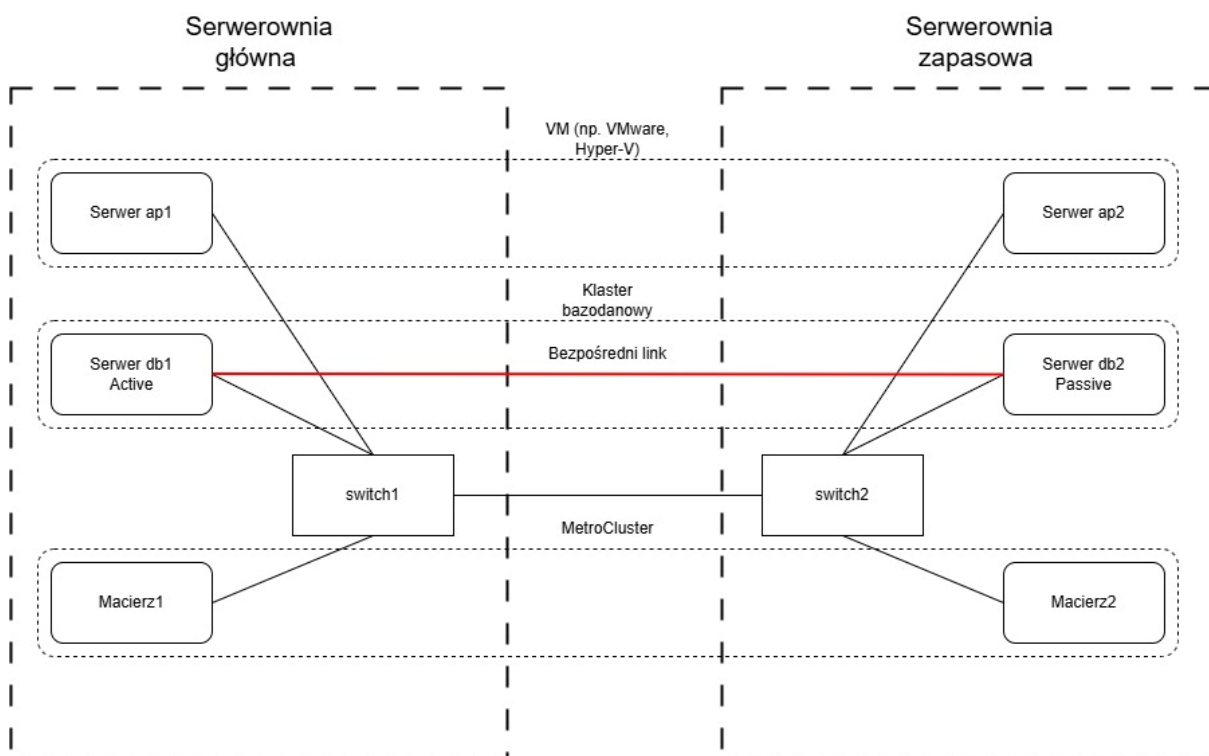 Serwerownia
główna
Serwerownia
zapasowa
VM (np. VMware,
Hyper-V)
Serwer ap1
Serwer ap2
Klaster
bazodanowy
Serwer db1
Active
Bezpośredni link
Serwer db2
Passive
switch1
switch2
MetroCluster
Macierz1
Macierz2